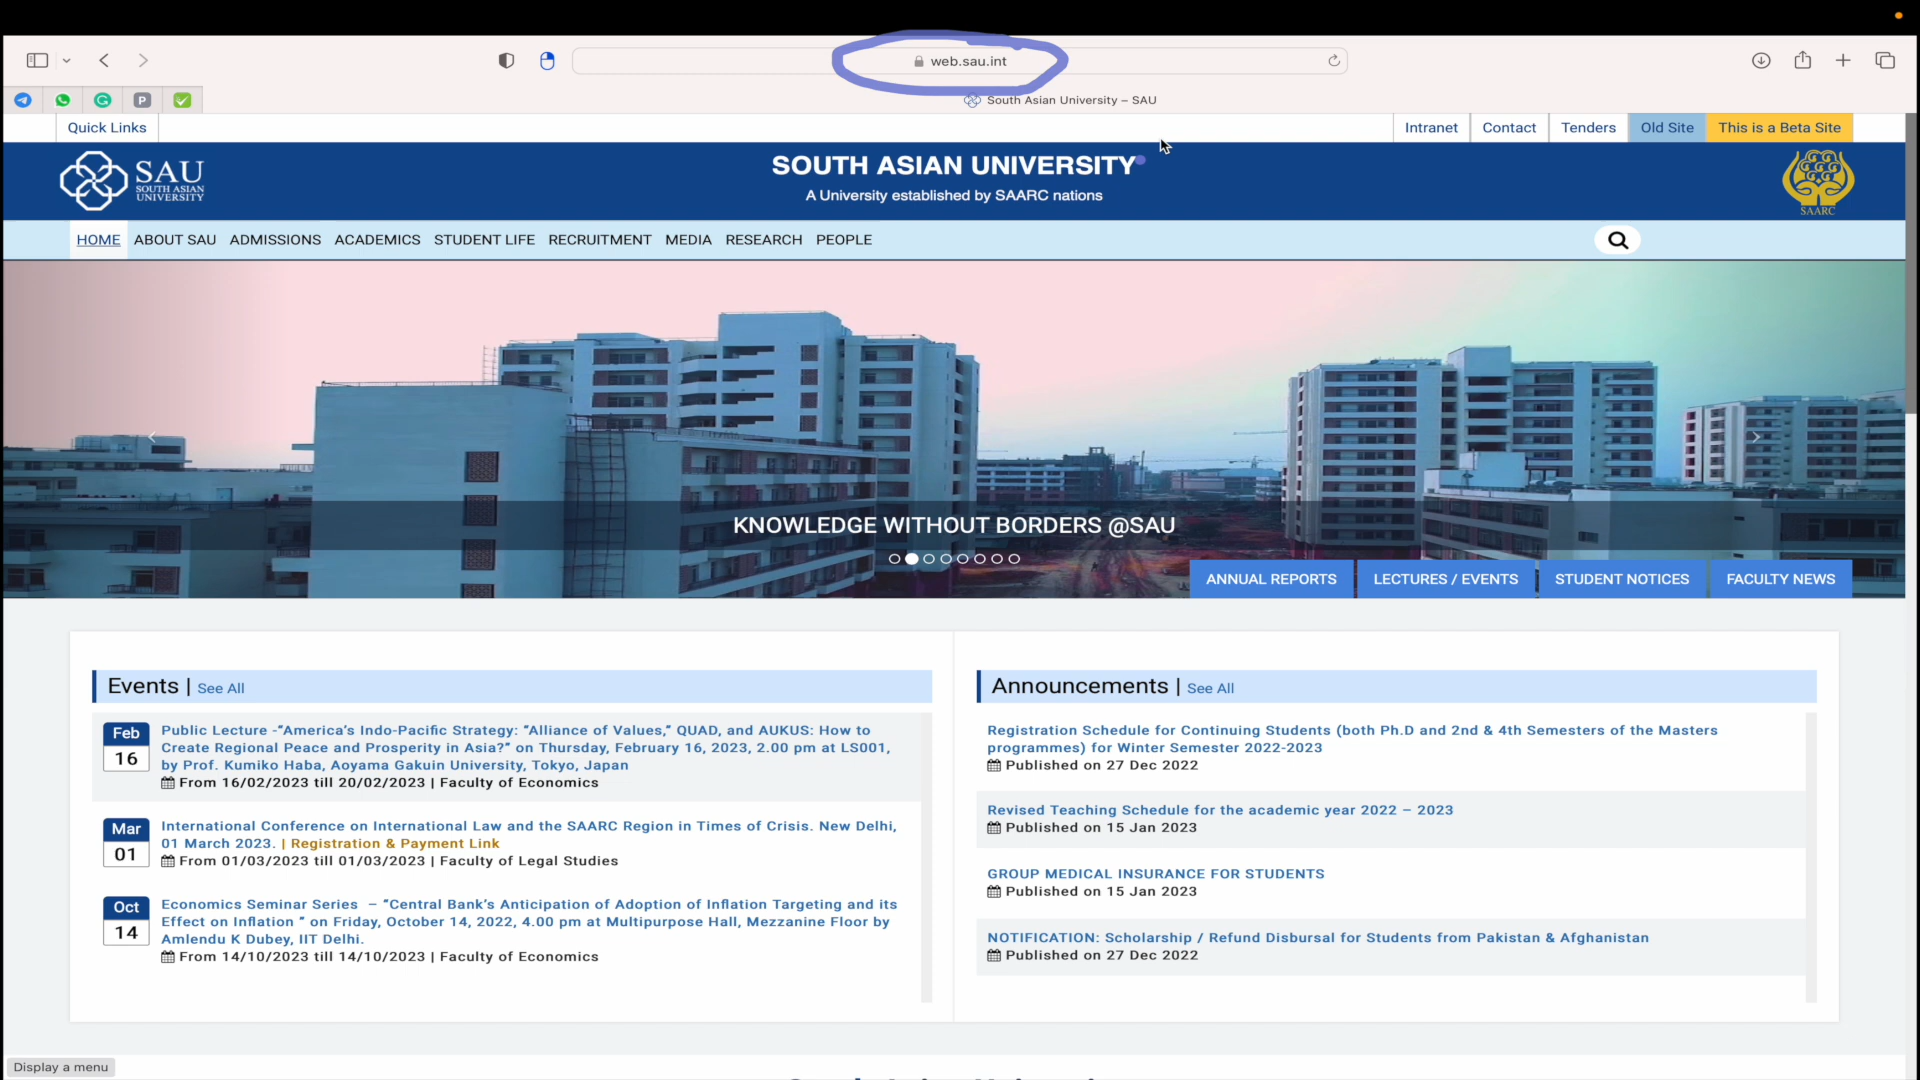 web.sau.int
P
South Asian University – SAU
Quick Links
Intranet
Contact
Tenders
Old Site
This is a Beta Site
SAU
SOUTH ASIAN
UNIVERSITY
SOUTH ASIAN UNIVERSITY
A University established by SAARC nations
SAARC
HOME ABOUT SAU ADMISSIONS ACADEMICS STUDENT LIFE RECRUITMENT MEDIA RESEARCH PEOPLE
KNOWLEDGE WITHOUT BORDERS @SAU
ANNUAL REPORTS
LECTURES / EVENTS
STUDENT NOTICES
FACULTY NEWS
Events | See All
Feb
16
Public Lecture -“America’s Indo-Pacific Strategy: “Alliance of Values,” QUAD, and AUKUS: How to
Create Regional Peace and Prosperity in Asia?” on Thursday, February 16, 2023, 2.00 pm at LS001,
by Prof. Kumiko Haba, Aoyama Gakuin University, Tokyo, Japan
From 16/02/2023 till 20/02/2023 | Faculty of Economics
Mar
01
International Conference on International Law and the SAARC Region in Times of Crisis. New Delhi,
01 March 2023. | Registration & Payment Link
From 01/03/2023 till 01/03/2023 | Faculty of Legal Studies
Oct
14
Economics Seminar Series – “Central Bank’s Anticipation of Adoption of Inflation Targeting and its
Effect on Inflation ” on Friday, October 14, 2022, 4.00 pm at Multipurpose Hall, Mezzanine Floor by
Amlendu K Dubey, IIT Delhi.
From 14/10/2023 till 14/10/2023 | Faculty of Economics
Announcements | See All
Registration Schedule for Continuing Students (both Ph.D and 2nd & 4th Semesters of the Masters
programmes) for Winter Semester 2022-2023
Published on 27 Dec 2022
Revised Teaching Schedule for the academic year 2022 – 2023
Published on 15 Jan 2023
GROUP MEDICAL INSURANCE FOR STUDENTS
Published on 15 Jan 2023
NOTIFICATION: Scholarship / Refund Disbursal for Students from Pakistan & Afghanistan
Published on 27 Dec 2022
Display a menu